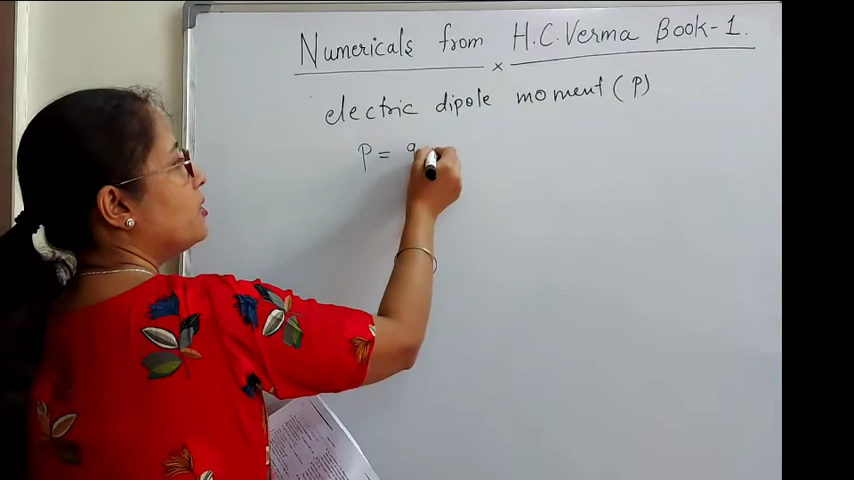 Numericals from H.C.Verma Book-1.
×
electric dipole moment (P)
P = q